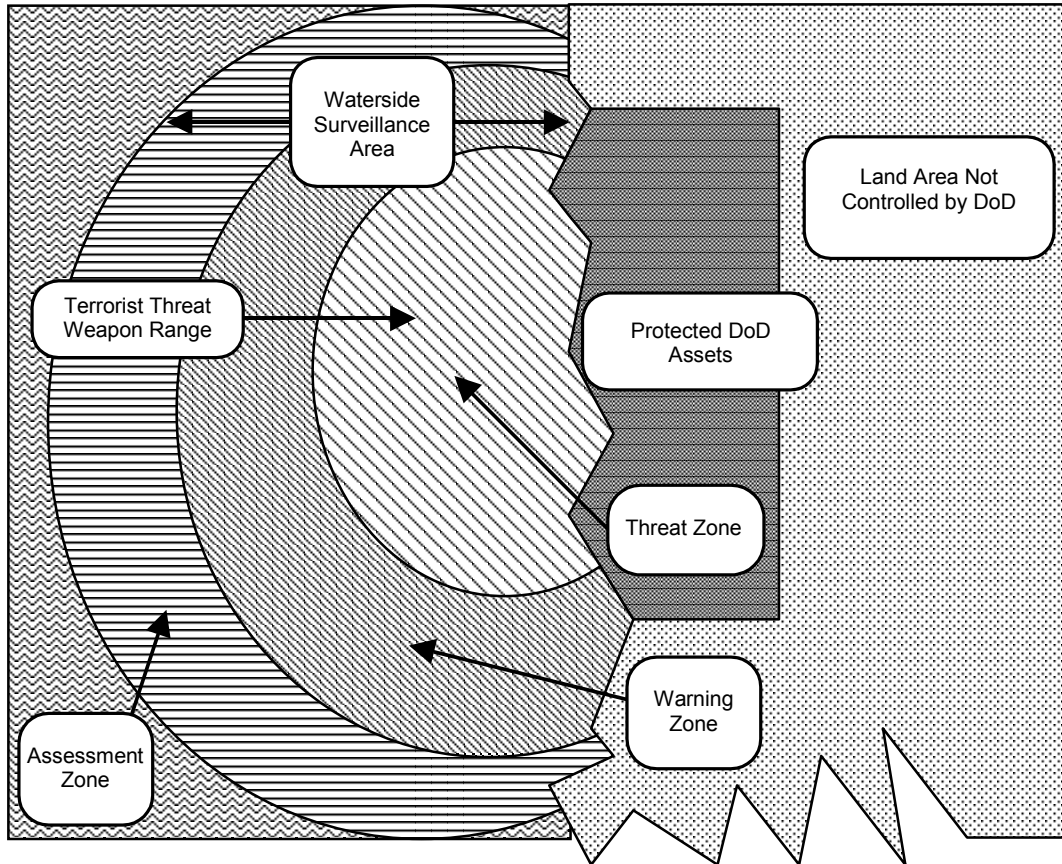 Waterside
Surveillance
Area
Land Area Not
Controlled by DoD
Terrorist Threat
Weapon Range
Protected DoD
Assets
Threat Zone
Warning
Zone
Assessment
Zone